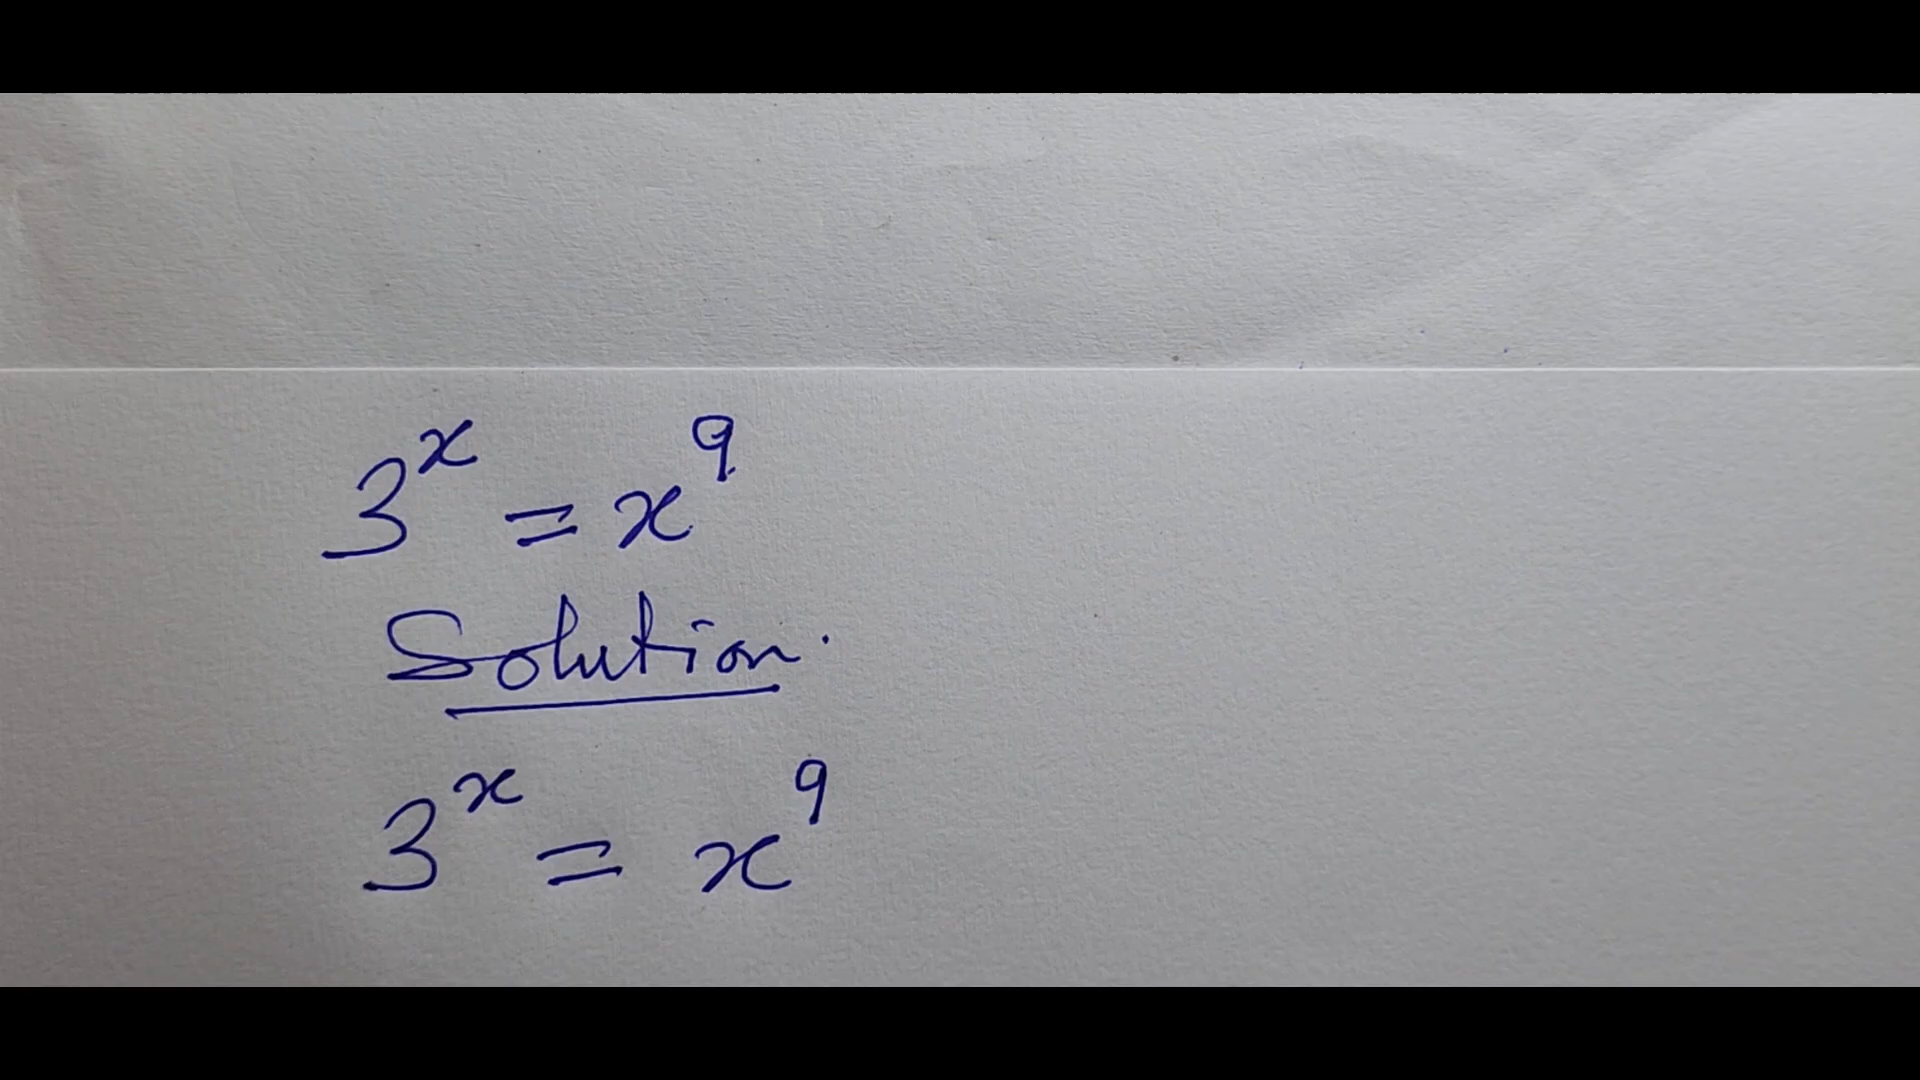 3^x = x^9
Solution.
3^x = x^9